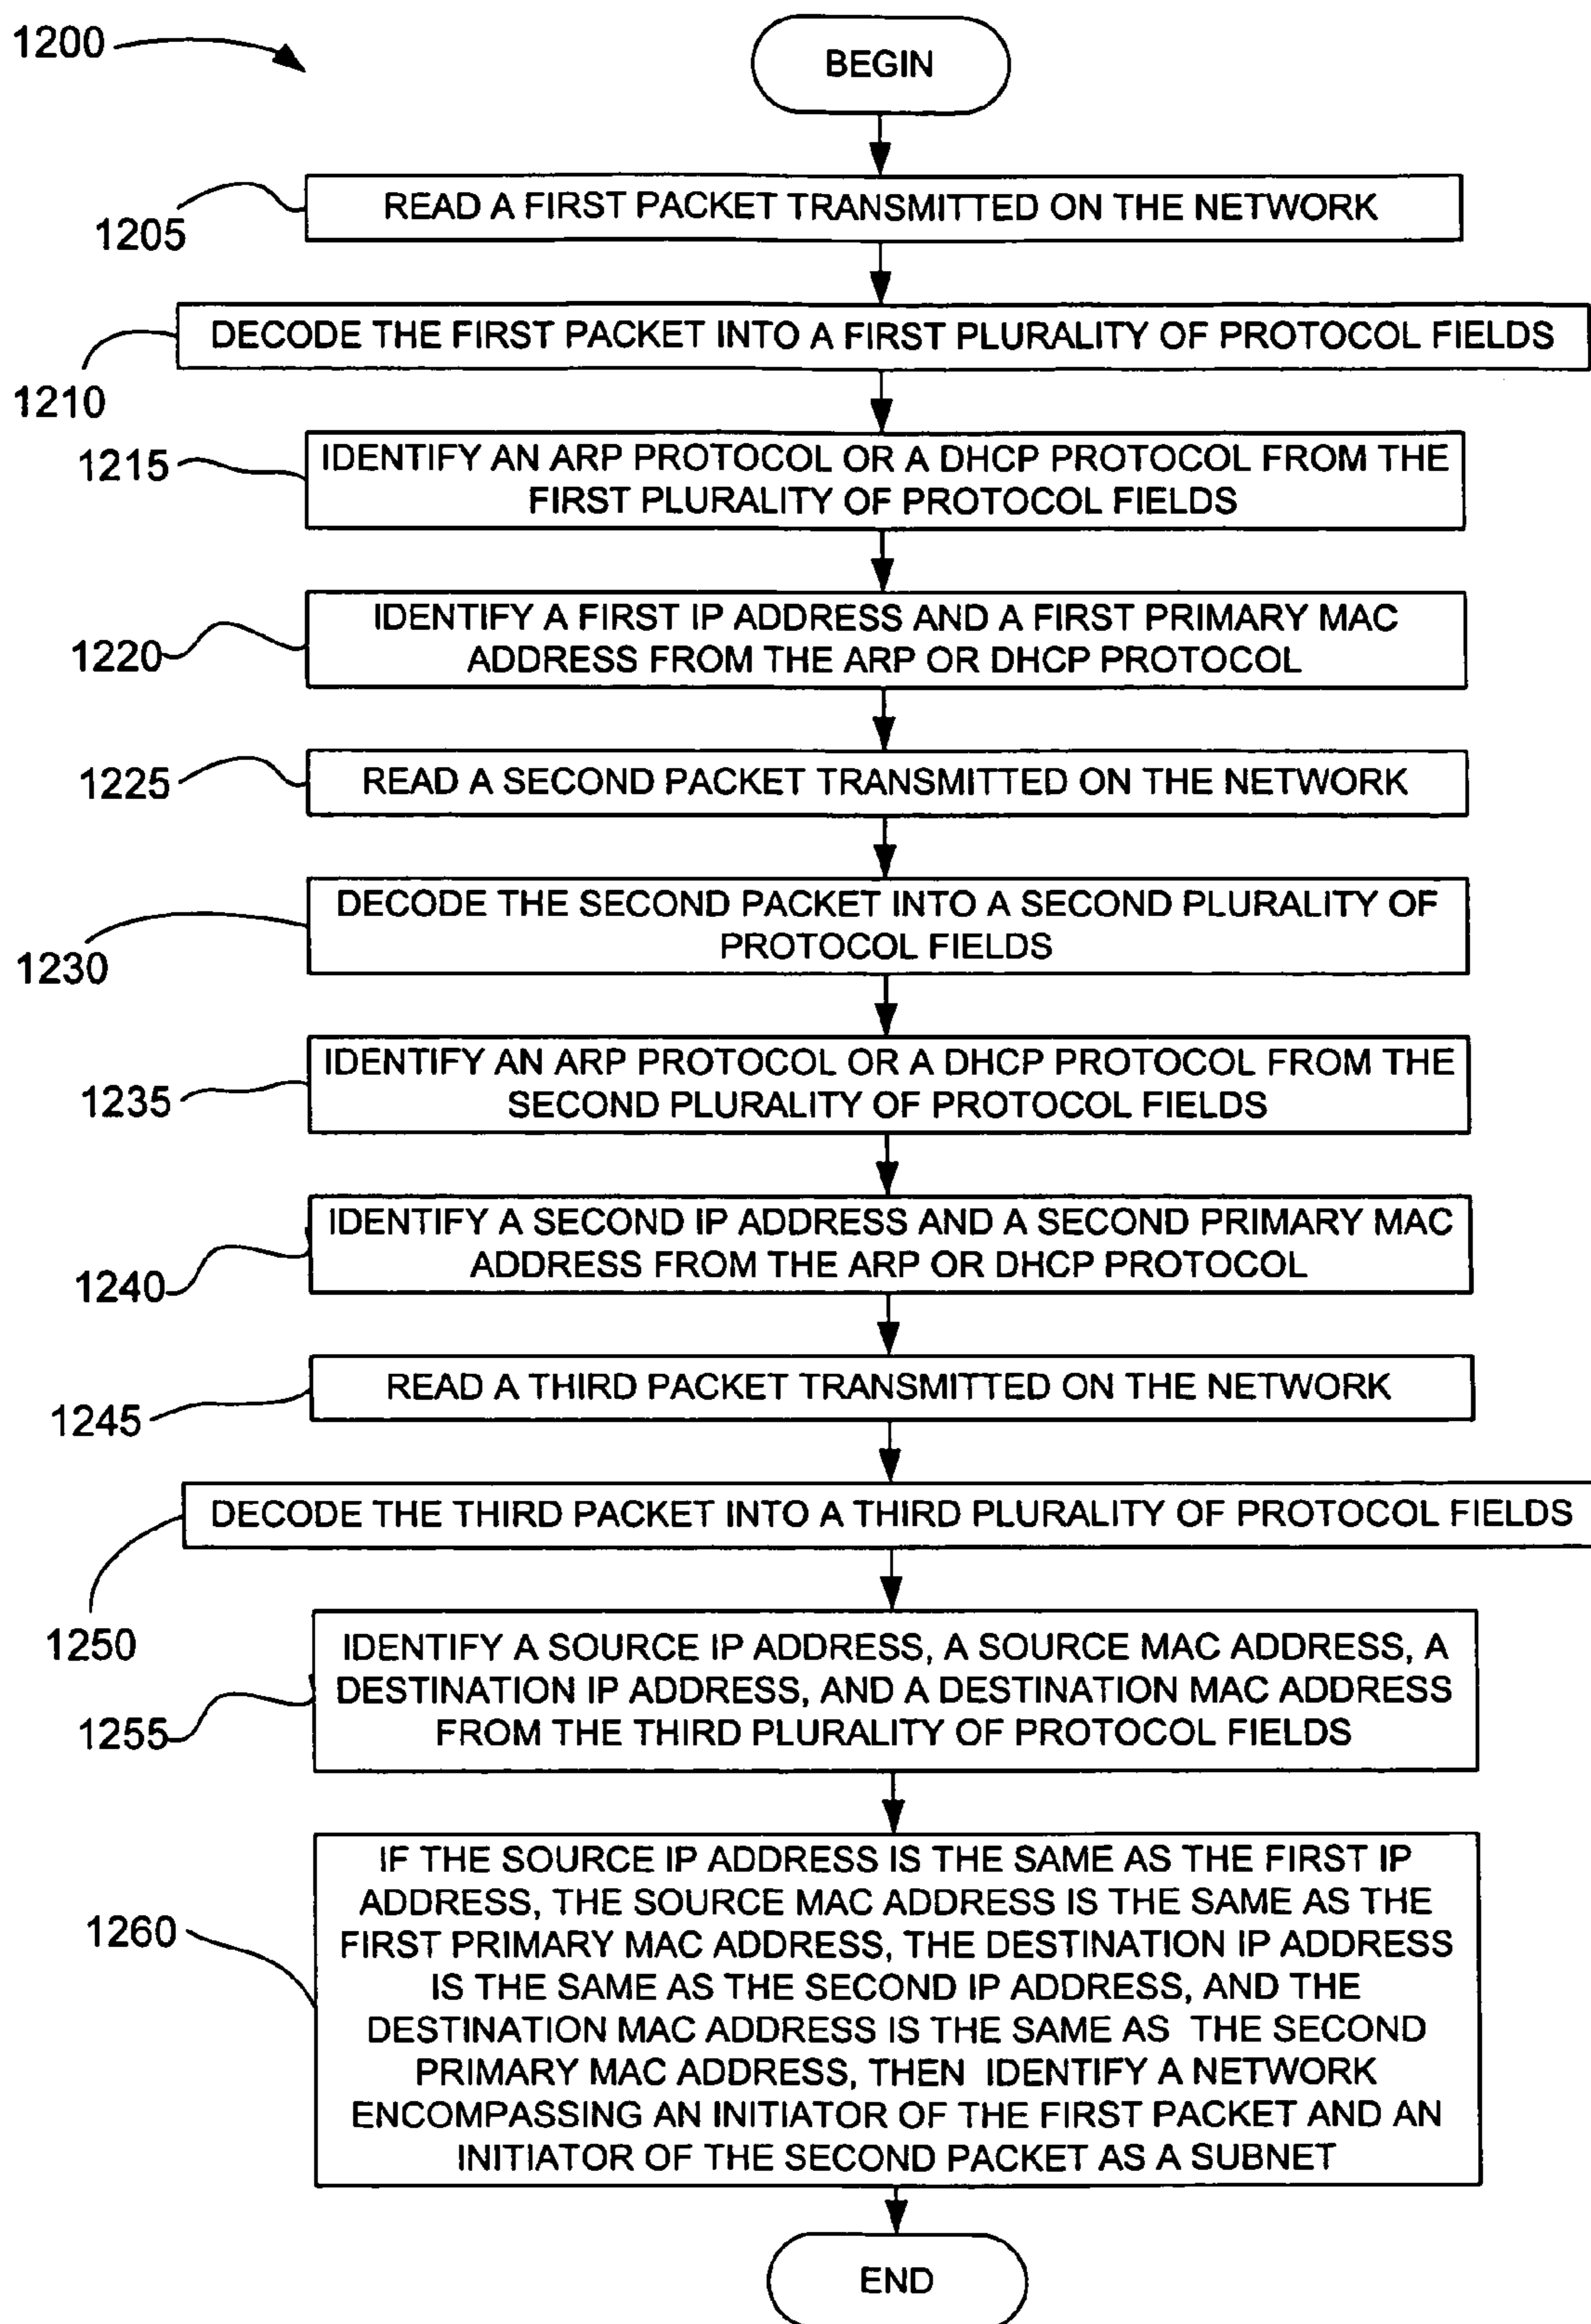 1200
BEGIN
READ A FIRST PACKET TRANSMITTED ON THE NETWORK
1205
DECODE THE FIRST PACKET INTO A FIRST PLURALITY OF PROTOCOL FIELDS
1210
1215
IDENTIFY AN ARP PROTOCOL OR A DHCP PROTOCOL FROM THE
FIRST PLURALITY OF PROTOCOL FIELDS
IDENTIFY A FIRST IP ADDRESS AND A FIRST PRIMARY MAC
ADDRESS FROM THE ARP OR DHCP PROTOCOL
1220
1225
READ A SECOND PACKET TRANSMITTED ON THE NETWORK
DECODE THE SECOND PACKET INTO A SECOND PLURALITY OF
PROTOCOL FIELDS
1230
IDENTIFY AN ARP PROTOCOL OR A DHCP PROTOCOL FROM THE
SECOND PLURALITY OF PROTOCOL FIELDS
1235
IDENTIFY A SECOND IP ADDRESS AND A SECOND PRIMARY MAC
ADDRESS FROM THE ARP OR DHCP PROTOCOL
1240
READ A THIRD PACKET TRANSMITTED ON THE NETWORK
1245
DECODE THE THIRD PACKET INTO A THIRD PLURALITY OF PROTOCOL FIELDS
1250
IDENTIFY A SOURCE IP ADDRESS, A SOURCE MAC ADDRESS, A
DESTINATION IP ADDRESS, AND A DESTINATION MAC ADDRESS
FROM THE THIRD PLURALITY OF PROTOCOL FIELDS
1255
IF THE SOURCE IP ADDRESS IS THE SAME AS THE FIRST IP
ADDRESS, THE SOURCE MAC ADDRESS IS THE SAME AS THE
FIRST PRIMARY MAC ADDRESS, THE DESTINATION IP ADDRESS
IS THE SAME AS THE SECOND IP ADDRESS, AND THE
DESTINATION MAC ADDRESS IS THE SAME AS THE SECOND
PRIMARY MAC ADDRESS, THEN IDENTIFY A NETWORK
ENCOMPASSING AN INITIATOR OF THE FIRST PACKET AND AN
INITIATOR OF THE SECOND PACKET AS A SUBNET
1260
END